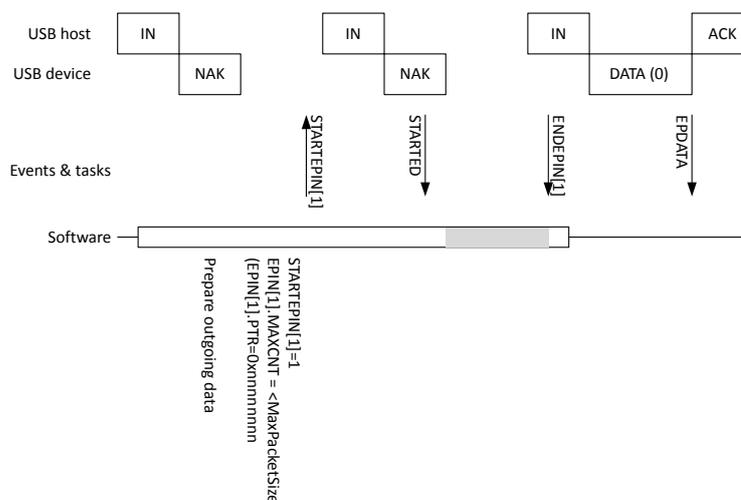 USB host
IN
IN
IN
ACK
USB device
NAK
NAK
DATA (0)
Events & tasks
STARTEPIN[1]
STARTED
ENDEPIN[1]
EPDATA
Software
Prepare outgoing data
(EPIN[1].PTR=0xnnnnnnnn
EPIN[1].MAXCNT = <MaxPacketSize
STARTEPIN[1]=1